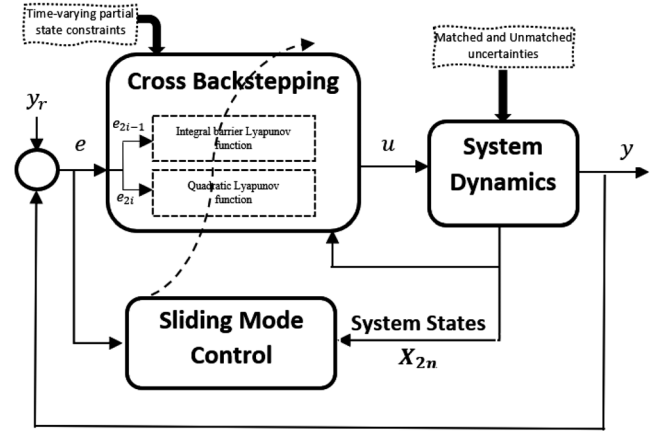 Time-varying partial
state constraints
Matched and Unmatched
uncertainties
Cross Backstepping
y_r
e
e_{2i-1}
Integral barrier Lyapunov
function
e_{2i}
Quadratic Lyapunov
function
u
System
Dynamics
y
Sliding Mode
Control
System States
X_{2n}